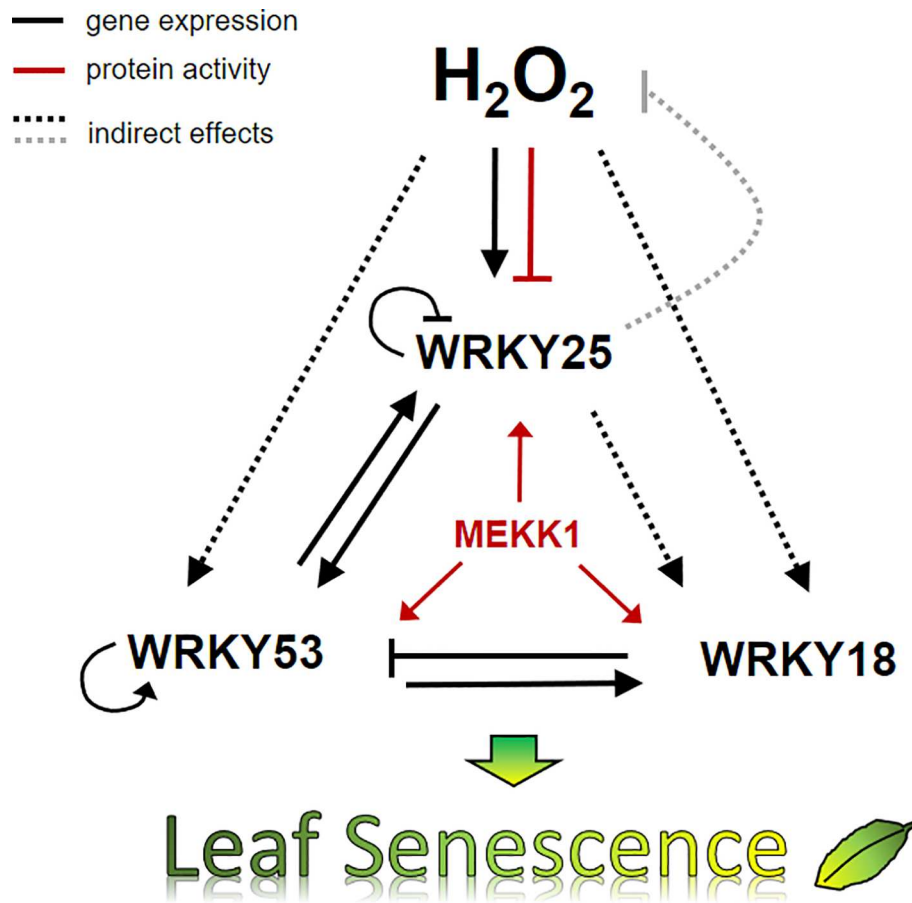 gene expression
protein activity
indirect effects
H₂O₂
WRKY25
MEKK1
WRKY53
WRKY18
Leaf Senescence